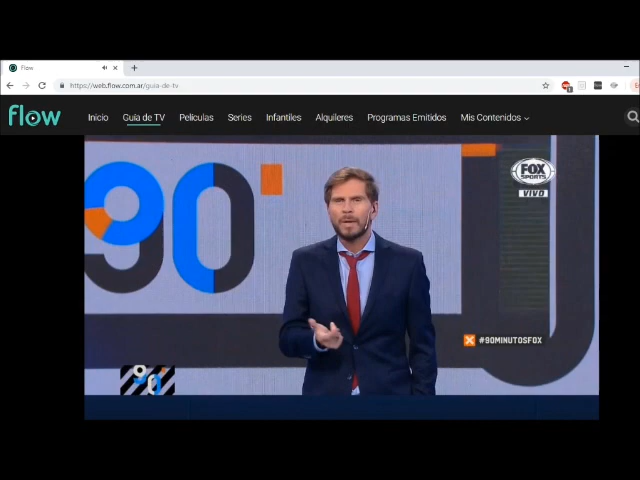 Flow
https://web.flow.com.ar/guia-de-tv
flow
Inicio
Guía de TV
Películas
Series
Infantiles
Alquileres
Programas Emitidos
Mis Contenidos
90'
FOX
SPORTS
VIVO
#90MINUTOSFOX
90